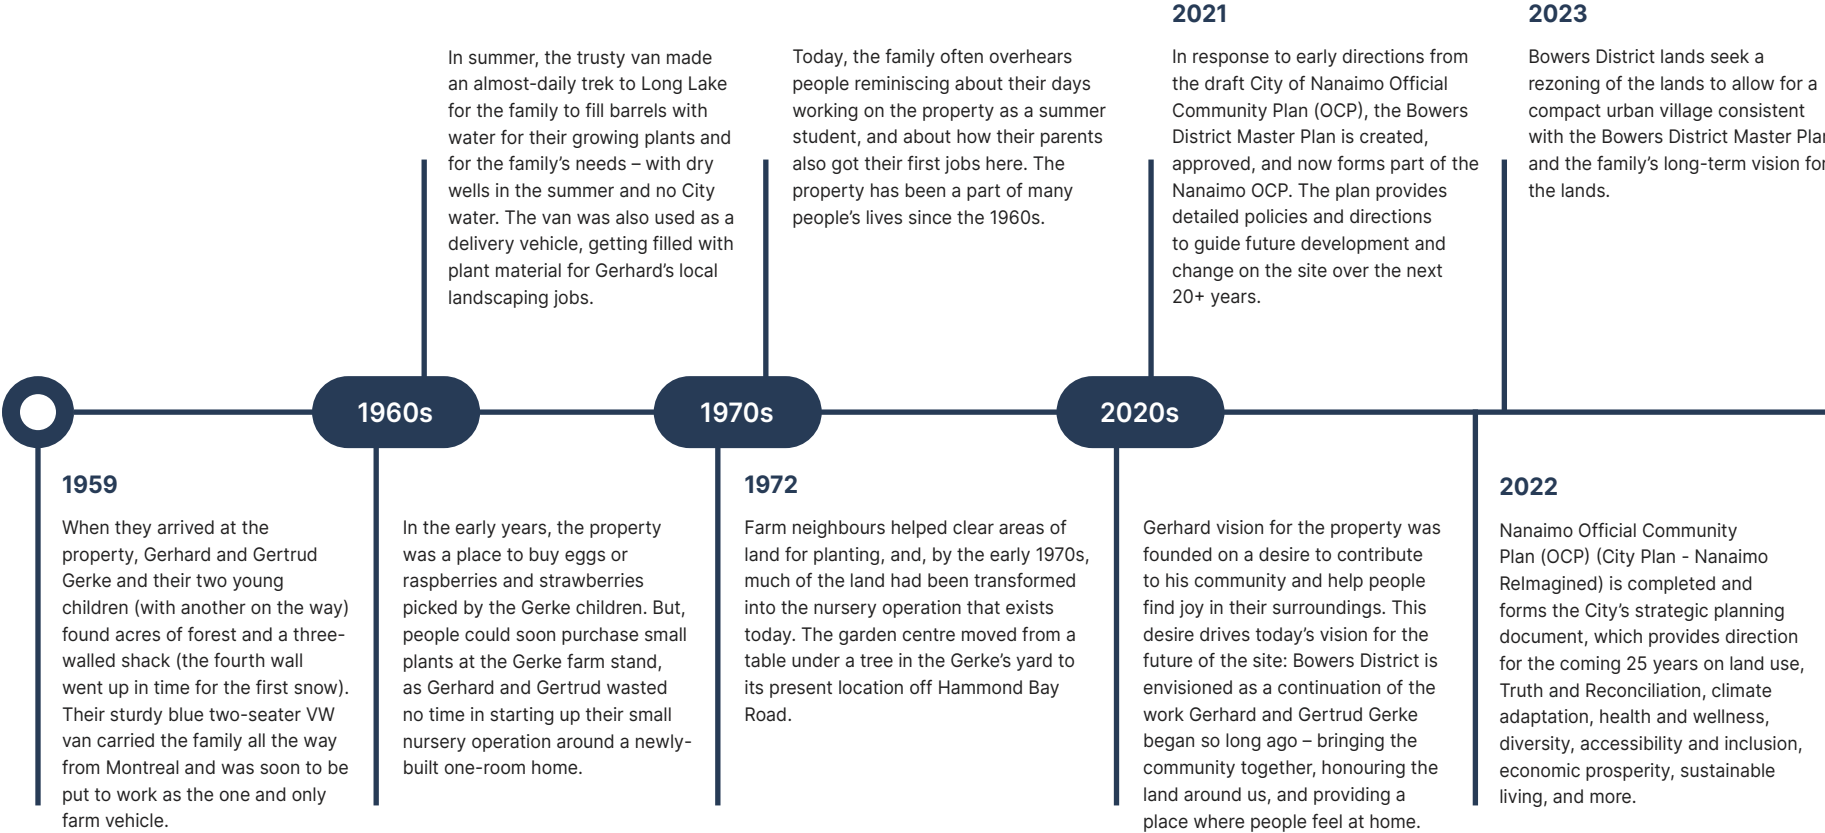 1959
When they arrived at the
property, Gerhard and Gertrud
Gerke and their two young
children (with another on the way)
found acres of forest and a three-
walled shack (the fourth wall
went up in time for the first snow).
Their sturdy blue two-seater VW
van carried the family all the way
from Montreal and was soon to be
put to work as the one and only
farm vehicle.
1960s
In summer, the trusty van made
an almost-daily trek to Long Lake
for the family to fill barrels with
water for their growing plants and
for the family’s needs – with dry
wells in the summer and no City
water. The van was also used as a
delivery vehicle, getting filled with
plant material for Gerhard’s local
landscaping jobs.
In the early years, the property
was a place to buy eggs or
raspberries and strawberries
picked by the Gerke children. But,
people could soon purchase small
plants at the Gerke farm stand,
as Gerhard and Gertrud wasted
no time in starting up their small
nursery operation around a newly-
built one-room home.
1970s
Today, the family often overhears
people reminiscing about their days
working on the property as a summer
student, and about how their parents
also got their first jobs here. The
property has been a part of many
people’s lives since the 1960s.
1972
Farm neighbours helped clear areas of
land for planting, and, by the early 1970s,
much of the land had been transformed
into the nursery operation that exists
today. The garden centre moved from a
table under a tree in the Gerke’s yard to
its present location off Hammond Bay
Road.
2020s
2021
In response to early directions from
the draft City of Nanaimo Official
Community Plan (OCP), the Bowers
District Master Plan is created,
approved, and now forms part of the
Nanaimo OCP. The plan provides
detailed policies and directions
to guide future development and
change on the site over the next
20+ years.
Gerhard vision for the property was
founded on a desire to contribute
to his community and help people
find joy in their surroundings. This
desire drives today’s vision for the
future of the site: Bowers District is
envisioned as a continuation of the
work Gerhard and Gertrud Gerke
began so long ago – bringing the
community together, honouring the
land around us, and providing a
place where people feel at home.
2022
Nanaimo Official Community
Plan (OCP) (City Plan - Nanaimo
ReImagined) is completed and
forms the City’s strategic planning
document, which provides direction
for the coming 25 years on land use,
Truth and Reconciliation, climate
adaptation, health and wellness,
diversity, accessibility and inclusion,
economic prosperity, sustainable
living, and more.
2023
Bowers District lands seek a
rezoning of the lands to allow for a
compact urban village consistent
with the Bowers District Master Plan
and the family’s long-term vision for
the lands.